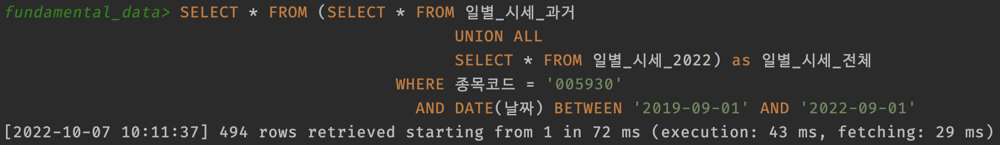 fundamental_data> SELECT * FROM (SELECT * FROM 일별_시세_과거
UNION ALL
SELECT * FROM 일별_시세_2022) as 일별_시세_전체
WHERE 종목코드 = '005930'
AND DATE(날짜) BETWEEN '2019-09-01' AND '2022-09-01'
[2022-10-07 10:11:37] 494 rows retrieved starting from 1 in 72 ms (execution: 43 ms, fetching: 29 ms)